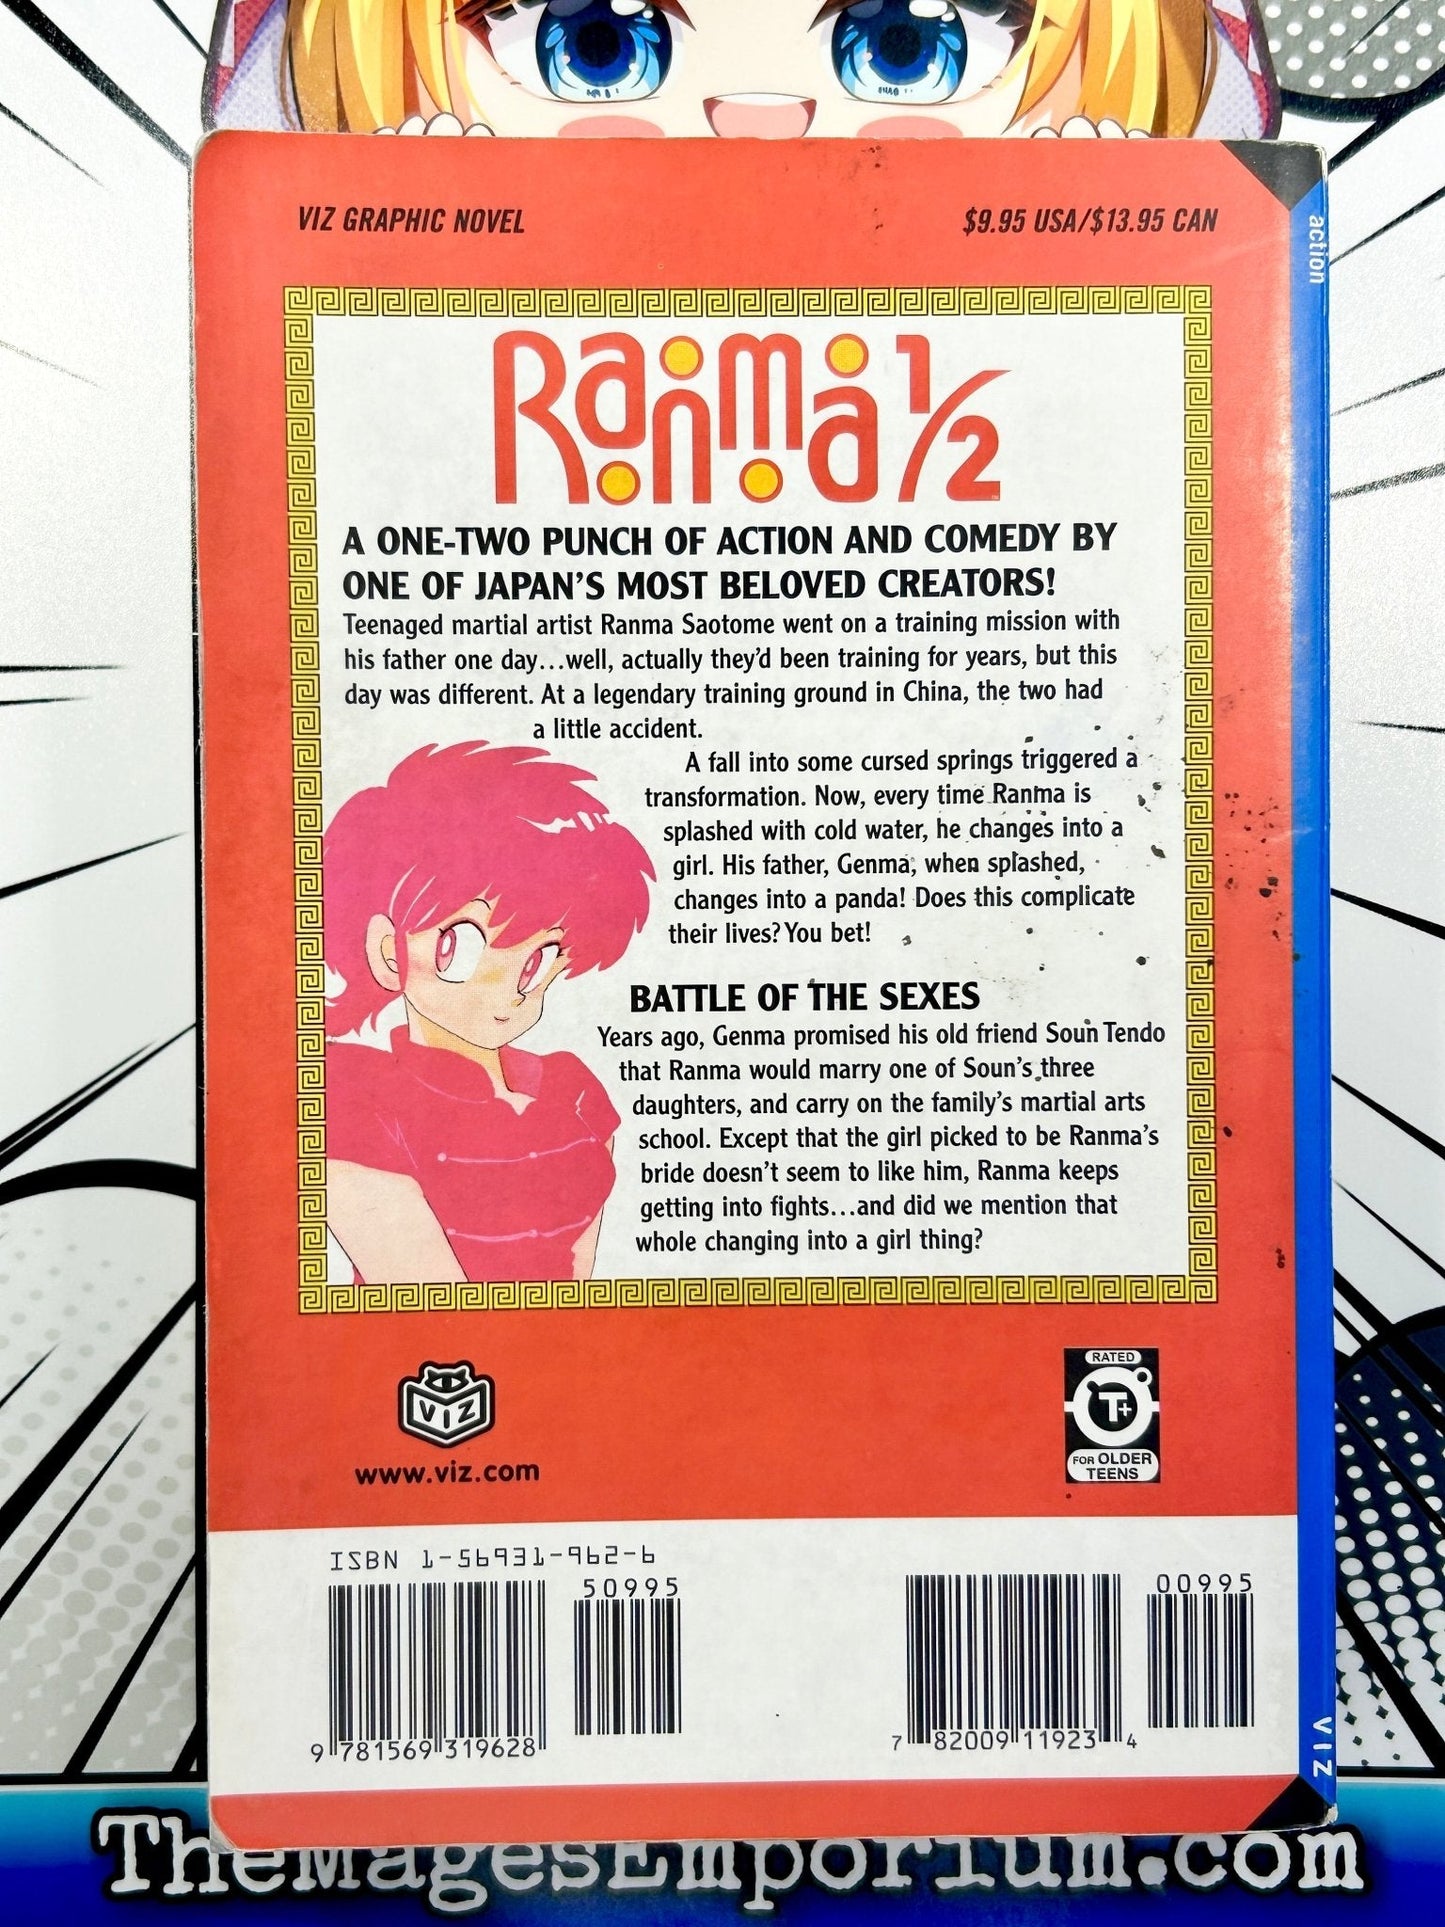 VIZ GRAPHIC NOVEL
$9.95 USA/$13.95 CAN
action
Ranma 1/2
A ONE-TWO PUNCH OF ACTION AND COMEDY BY
ONE OF JAPAN'S MOST BELOVED CREATORS!
Teenaged martial artist Ranma Saotome went on a training mission with
his father one day...well, actually they'd been training for years, but this
day was different. At a legendary training ground in China, the two had
a little accident.
A fall into some cursed springs triggered a
transformation. Now, every time Ranma is
splashed with cold water, he changes into a
girl. His father, Genma, when splashed,
changes into a panda! Does this complicate
their lives? You bet!
BATTLE OF THE SEXES
Years ago, Genma promised his old friend Soun Tendo
that Ranma would marry one of Soun's three
daughters, and carry on the family's martial arts
school. Except that the girl picked to be Ranma's
bride doesn't seem to like him, Ranma keeps
getting into fights...and did we mention that
whole changing into a girl thing?
VIZ
www.viz.com
RATED
T+
FOR OLDER
TEENS
ISBN 1-56931-962-6
50995
00995
9 781569 319628
7 82009 11923 4
VIZ
TheMagesEmporium.com